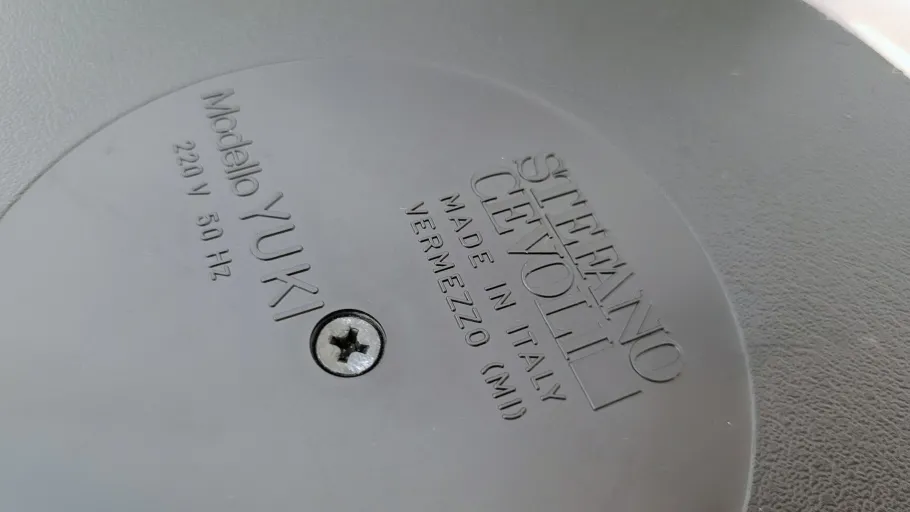 STEFANO
CEVOLI
MADE IN ITALY
VERMEZZO (MI)
Modello YUKI
220 V 50 Hz